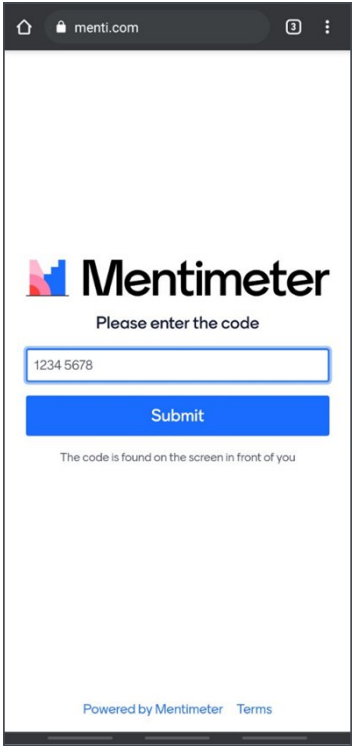 menti.com
3
Mentimeter
Please enter the code
1234 5678
Submit
The code is found on the screen in front of you
Powered by Mentimeter Terms